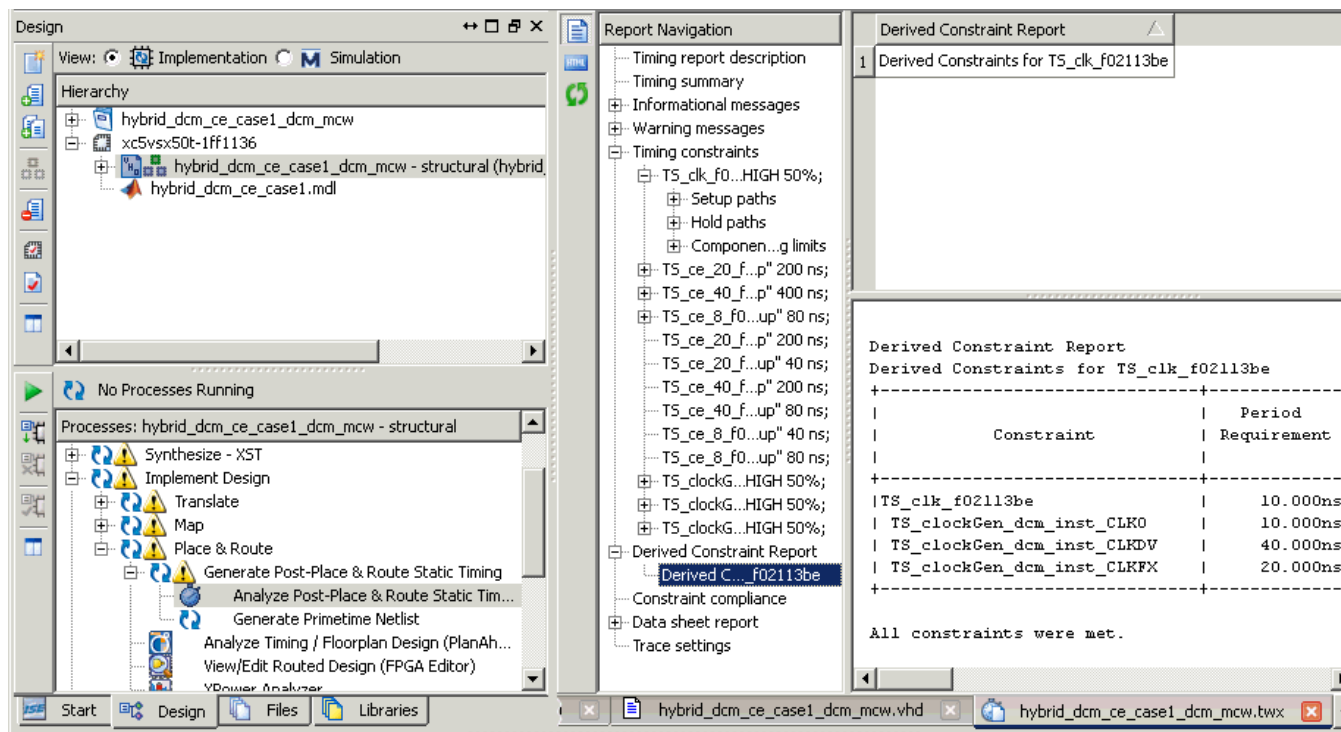 Design
View: Implementation Simulation
Hierarchy
hybrid_dcm_ce_case1_dcm_mcw
xc5vsx50t-1ff1136
hybrid_dcm_ce_case1_dcm_mcw - structural (hybrid_
hybrid_dcm_ce_case1.mdl
No Processes Running
Processes: hybrid_dcm_ce_case1_dcm_mcw - structural
Synthesize - XST
Implement Design
Translate
Map
Place & Route
Generate Post-Place & Route Static Timing
Analyze Post-Place & Route Static Tim...
Generate Primetime Netlist
Analyze Timing / Floorplan Design (PlanAh...
View/Edit Routed Design (FPGA Editor)
XPower Analyzer
ISE Start Design Files Libraries
Report Navigation
Timing report description
Timing summary
Informational messages
Warning messages
Timing constraints
TS_clk_f0...HIGH 50%;
Setup paths
Hold paths
Componen...g limits
TS_ce_20_f...p" 200 ns;
TS_ce_40_f...p" 400 ns;
TS_ce_8_f0...up" 80 ns;
TS_ce_20_f...p" 200 ns;
TS_ce_20_f...up" 40 ns;
TS_ce_40_f...p" 200 ns;
TS_ce_40_f...up" 80 ns;
TS_ce_8_f0...up" 40 ns;
TS_ce_8_f0...up" 80 ns;
TS_clockG...HIGH 50%;
TS_clockG...HIGH 50%;
TS_clockG...HIGH 50%;
Derived Constraint Report
Derived C..._f02113be
Constraint compliance
Data sheet report
Trace settings
Derived Constraint Report
1 Derived Constraints for TS_clk_f02113be
Derived Constraint Report
Derived Constraints for TS_clk_f02113be
+----------------------------------+-------------
| | Period
| Constraint | Requirement
| |
+----------------------------------+-------------
|TS_clk_f02113be | 10.000ns
| TS_clockGen_dcm_inst_CLK0 | 10.000ns
| TS_clockGen_dcm_inst_CLKDV | 40.000ns
| TS_clockGen_dcm_inst_CLKFX | 20.000ns
+----------------------------------+-------------
All constraints were met.
hybrid_dcm_ce_case1_dcm_mcw.vhd hybrid_dcm_ce_case1_dcm_mcw.twx